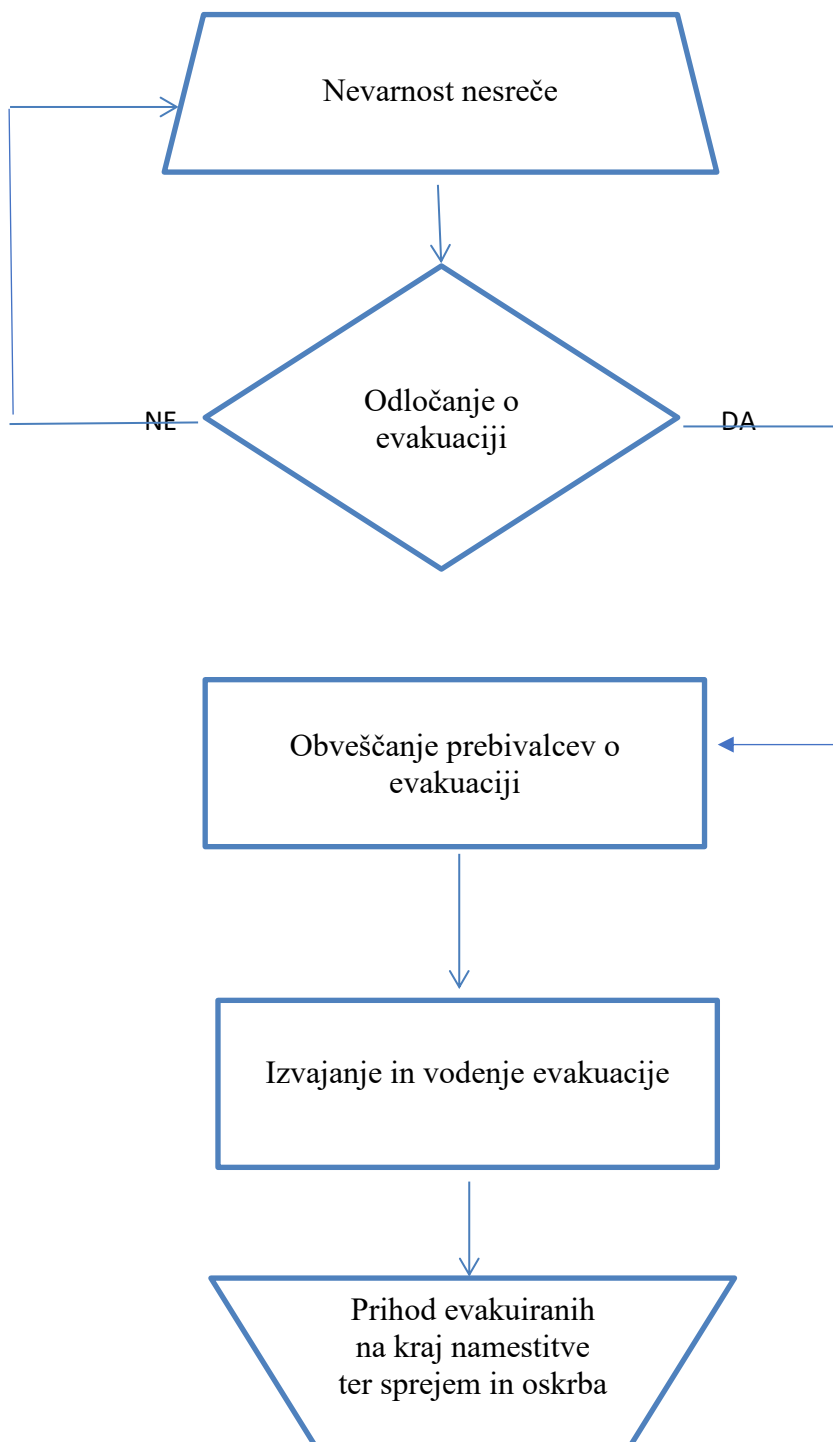 Nevarnost nesreče
Odločanje o
evakuaciji
NE
DA
Obveščanje prebivalcev o
evakuaciji
Izvajanje in vodenje evakuacije
Prihod evakuiranih
na kraj namestitve
ter sprejem in oskrba